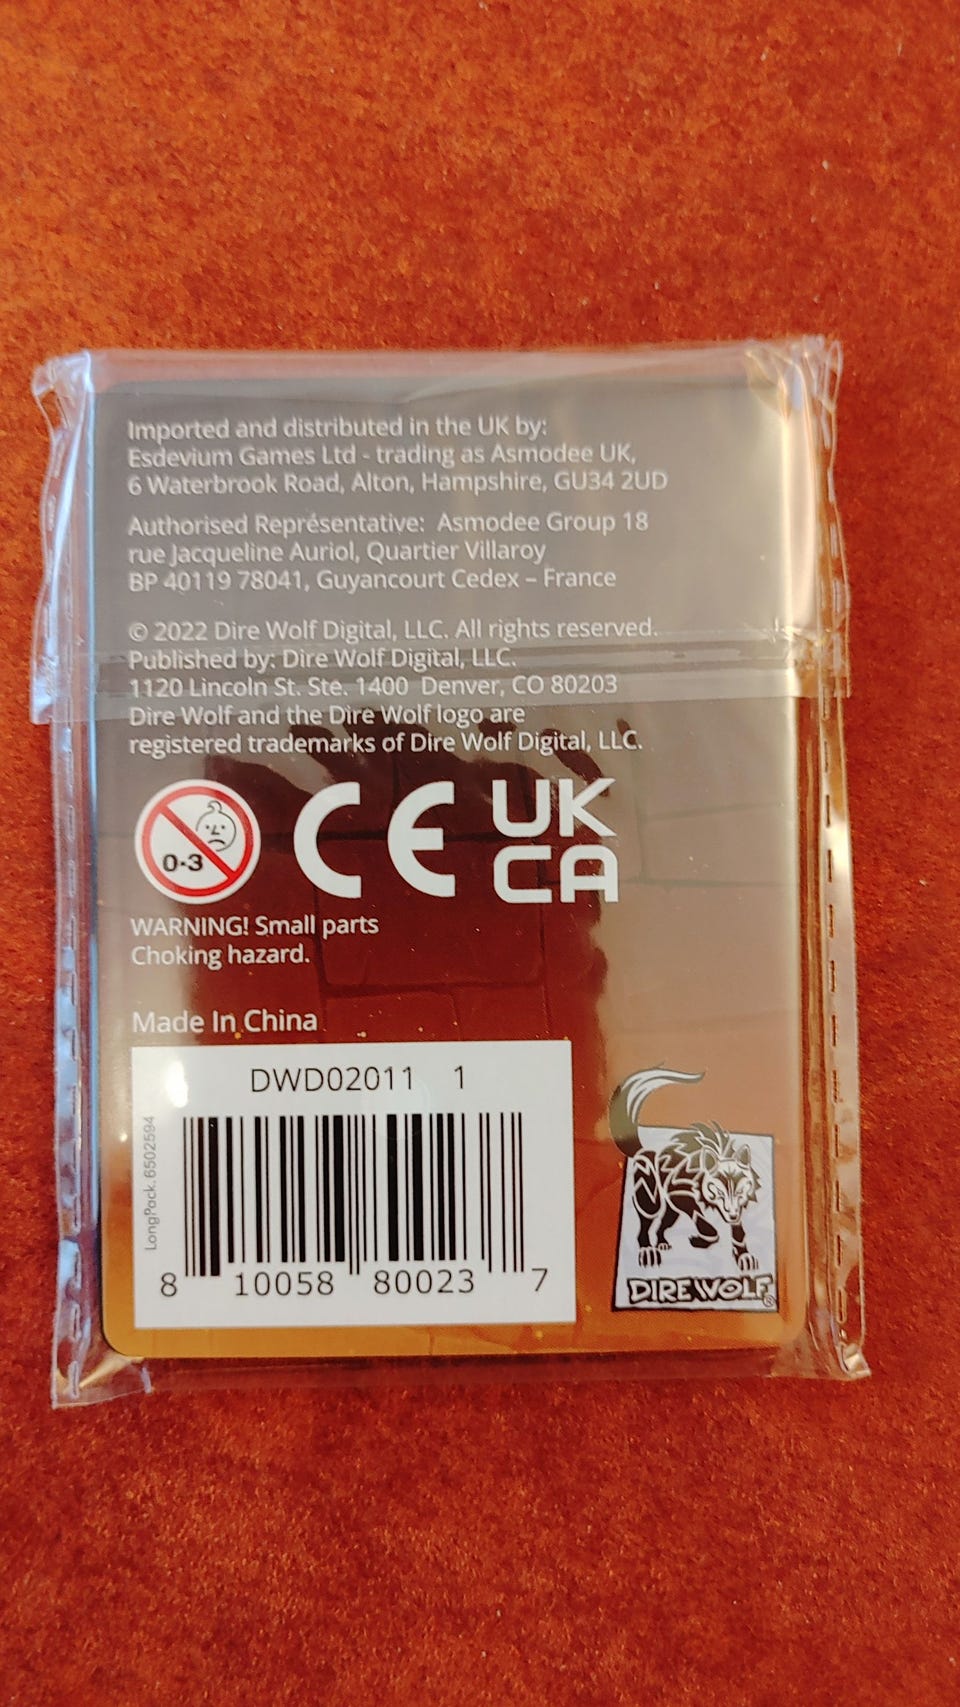 Imported and distributed in the UK by:
Esdevium Games Ltd - trading as Asmodee UK,
6 Waterbrook Road, Alton, Hampshire, GU34 2UD
Authorised Représentative: Asmodee Group 18
rue Jacqueline Auriol, Quartier Villaroy
BP 40119 78041, Guyancourt Cedex – France
© 2022 Dire Wolf Digital, LLC. All rights reserved.
Published by: Dire Wolf Digital, LLC.
1120 Lincoln St. Ste. 1400 Denver, CO 80203
Dire Wolf and the Dire Wolf logo are
registered trademarks of Dire Wolf Digital, LLC.
0-3
CE
UK
CA
WARNING! Small parts
Choking hazard.
Made In China
DWD02011 1
LongPack.6502594
8 10058 80023 7
DIRE WOLF®